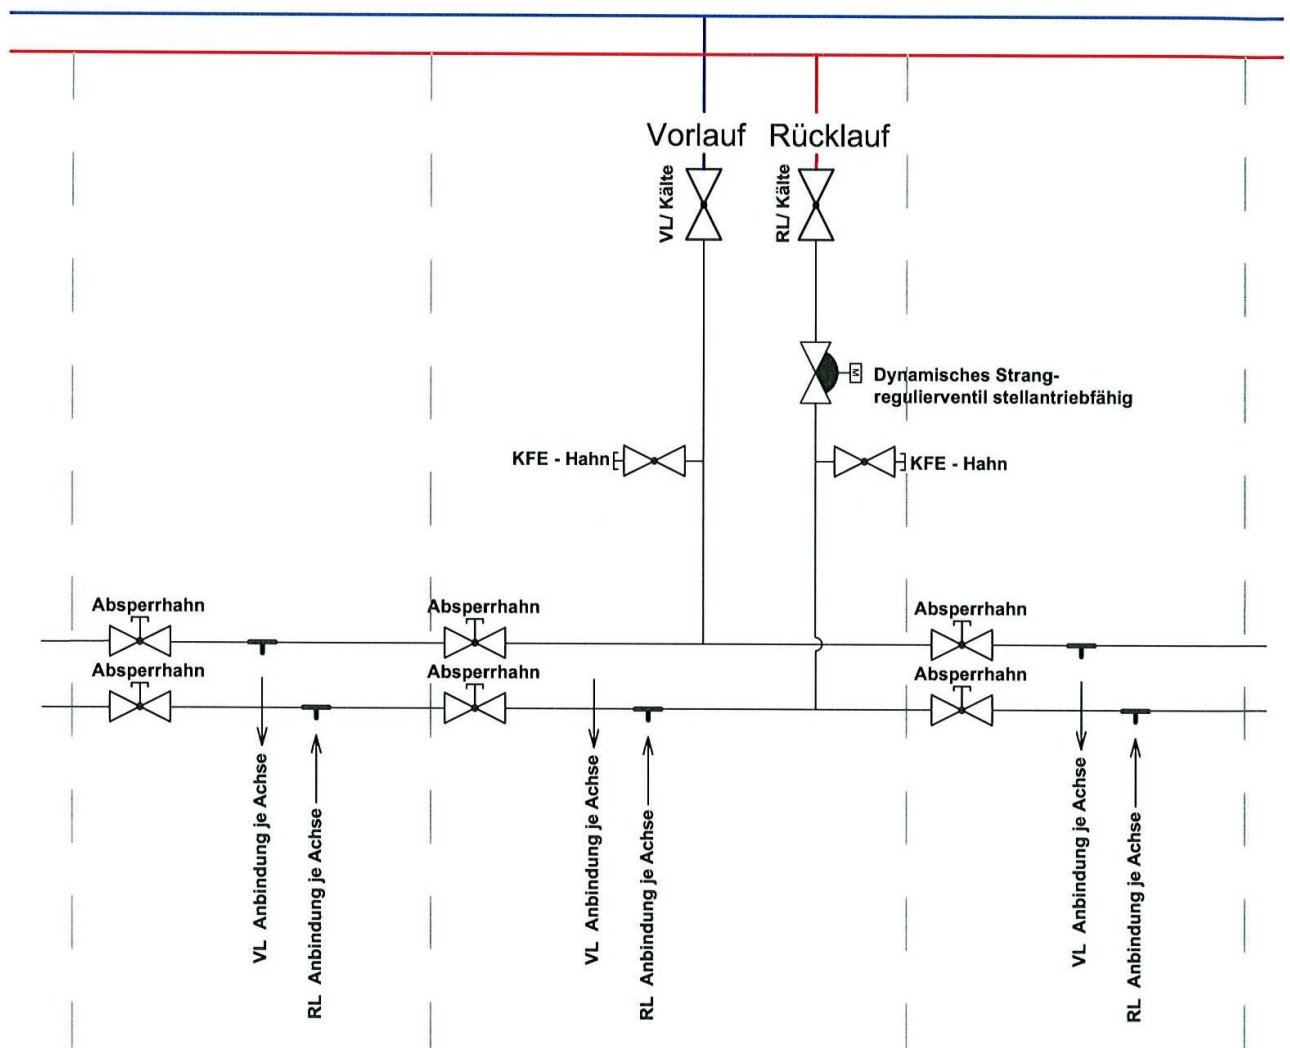 Vorlauf Rücklauf
VL/ Kälte
RL/ Kälte
M
Dynamisches Strang-
regulierventil stellantriebfähig
KFE - Hahn
KFE - Hahn
Absperrhahn
Absperrhahn
Absperrhahn
Absperrhahn
Absperrhahn
Absperrhahn
VL Anbindung je Achse
RL Anbindung je Achse
VL Anbindung je Achse
RL Anbindung je Achse
VL Anbindung je Achse
RL Anbindung je Achse